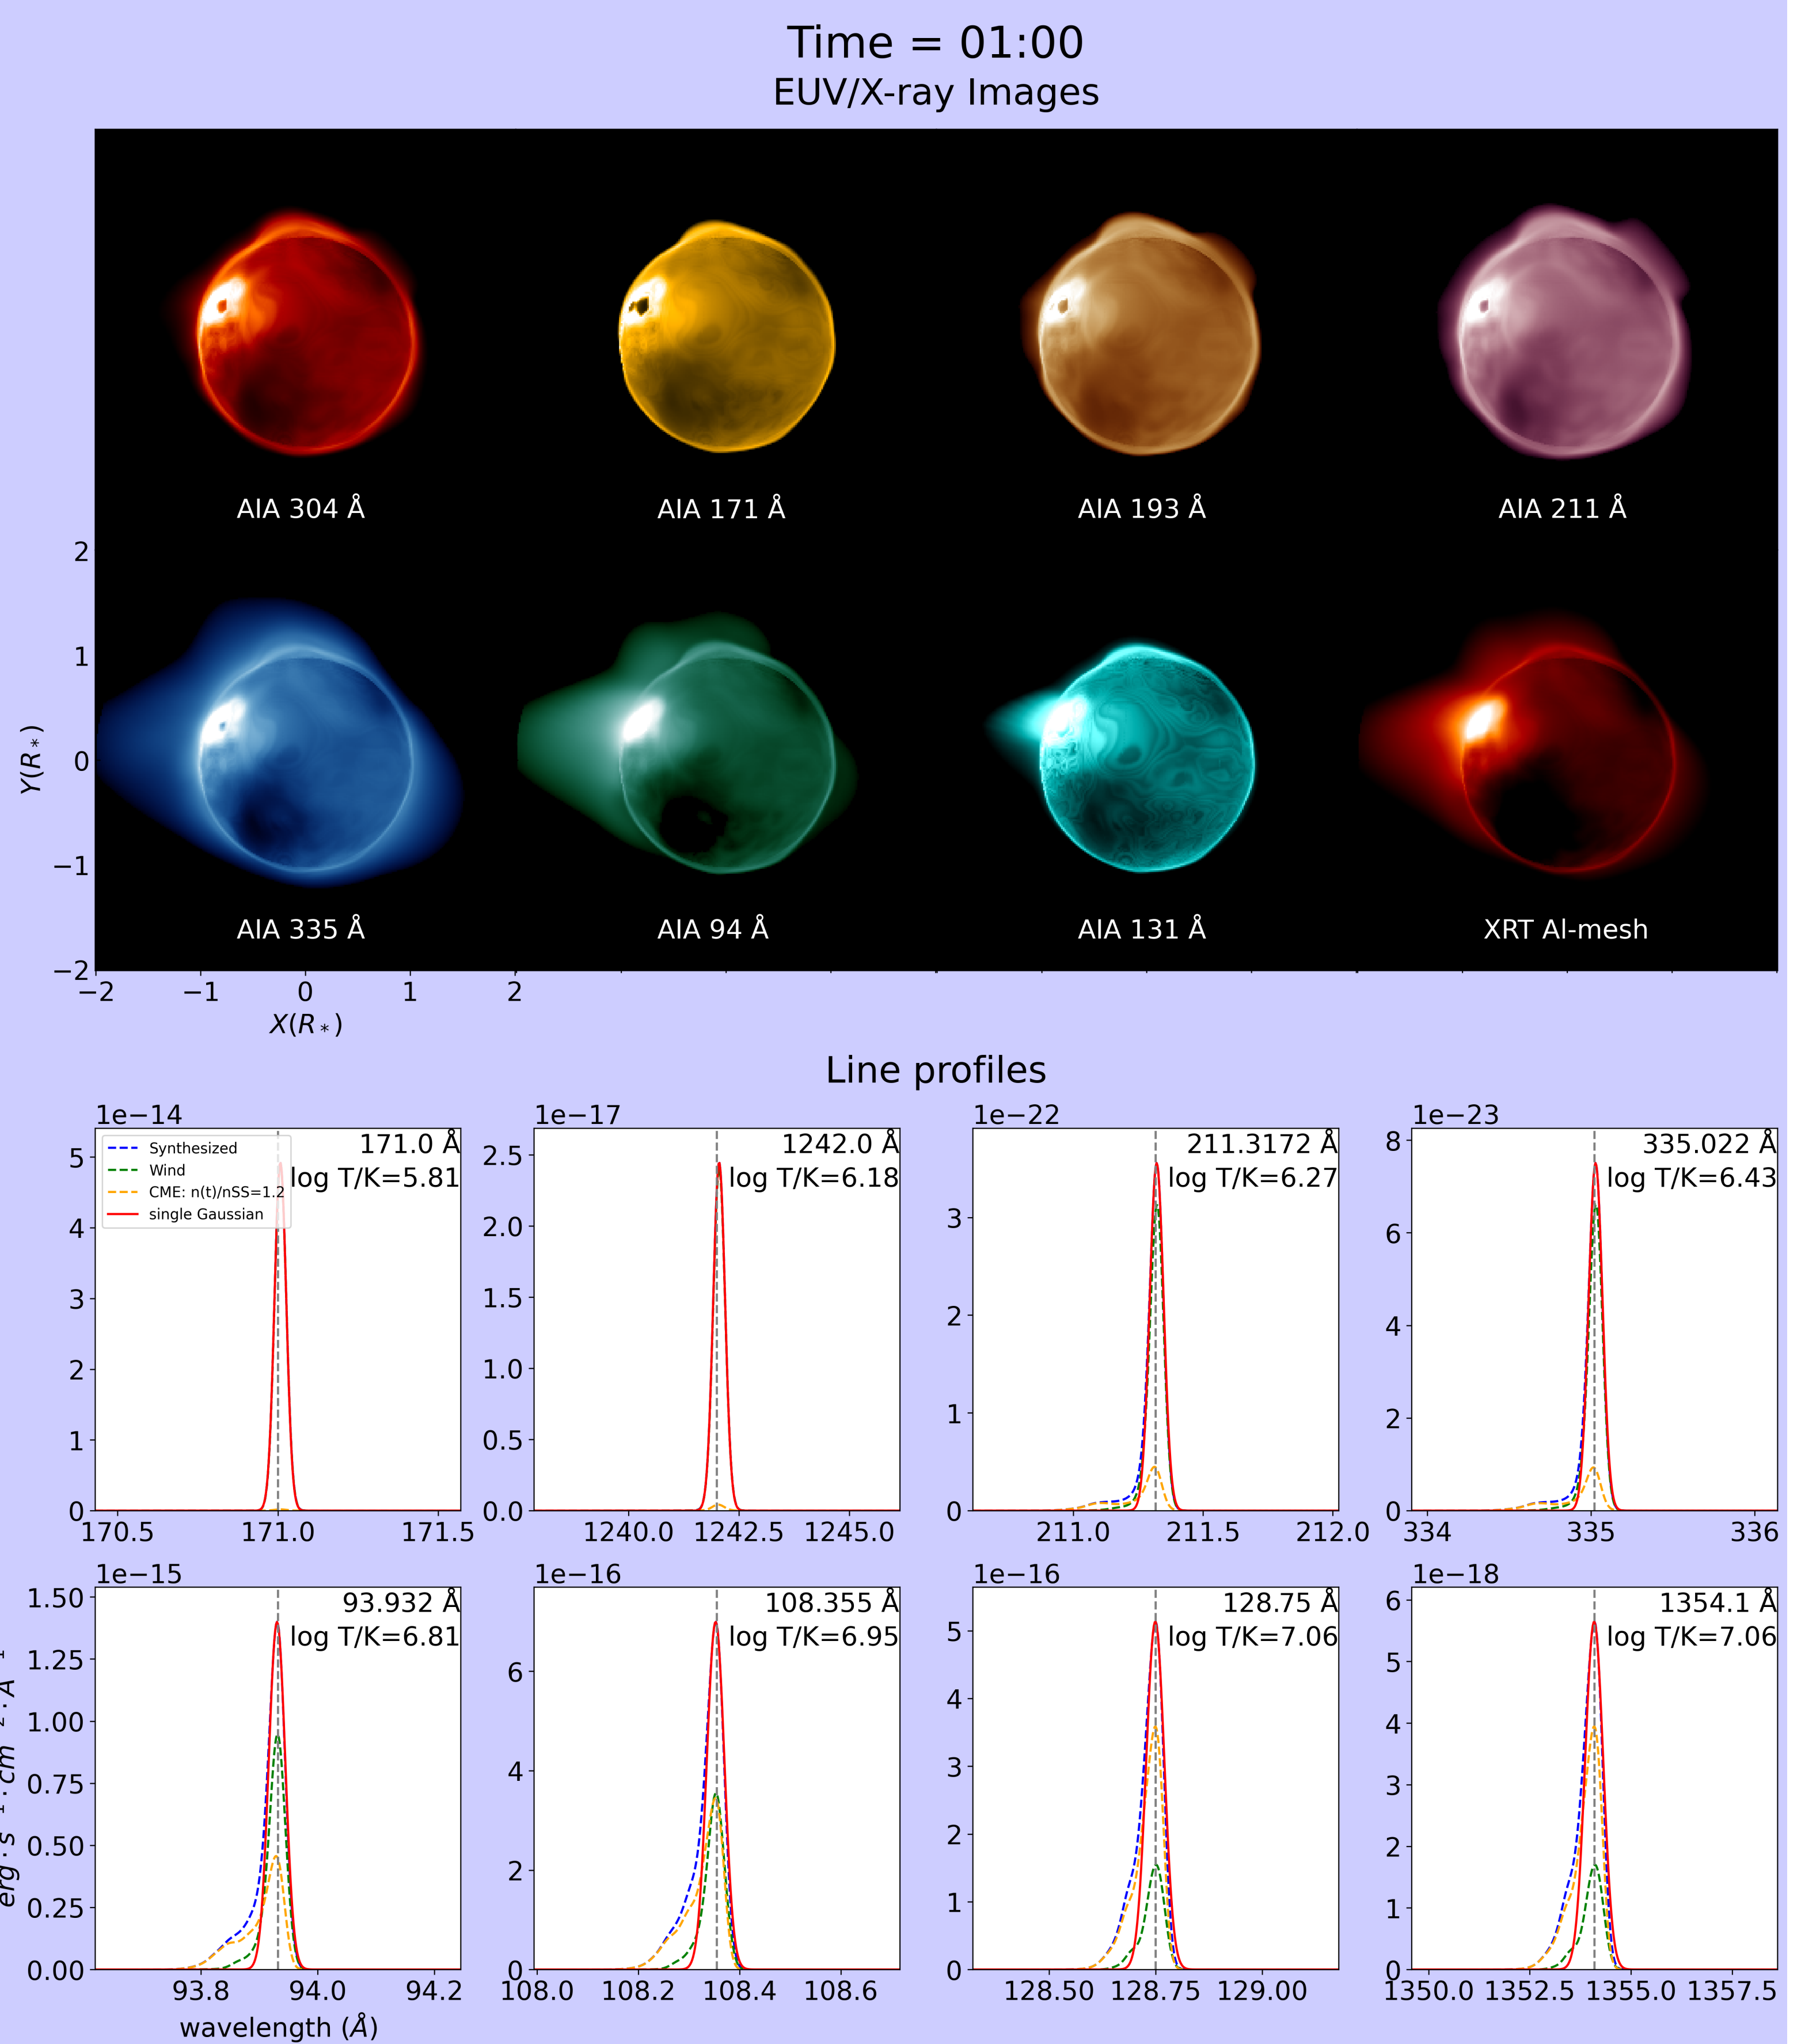 Time = 01:00
EUV/X-ray Images
AIA 304 Å
AIA 171 Å
AIA 193 Å
AIA 211 Å
2
1
0
−1
−2
Y(R*)
AIA 335 Å
AIA 94 Å
AIA 131 Å
XRT Al-mesh
−2 −1 0 1 2
X(R*)
Line profiles
1e−14
171.0 Å
log T/K=5.81
Synthesized
Wind
CME: n(t)/nSS=1.2
single Gaussian
5
4
3
2
1
0
170.5 171.0 171.5
1e−17
1242.0 Å
log T/K=6.18
2.5
2.0
1.5
1.0
0.5
0.0
1240.0 1242.5 1245.0
1e−22
211.3172 Å
log T/K=6.27
3
2
1
0
211.0 211.5 212.0
1e−23
335.022 Å
log T/K=6.43
8
6
4
2
0
334 335 336
1e−15
93.932 Å
log T/K=6.81
1.50
1.25
1.00
0.75
0.50
0.25
0.00
93.8 94.0 94.2
wavelength (Å)
1e−16
108.355 Å
log T/K=6.95
6
4
2
0
108.0 108.2 108.4 108.6
1e−16
128.75 Å
log T/K=7.06
5
4
3
2
1
0
128.50 128.75 129.00
1e−18
1354.1 Å
log T/K=7.06
6
5
4
3
2
1
0
1350.0 1352.5 1355.0 1357.5